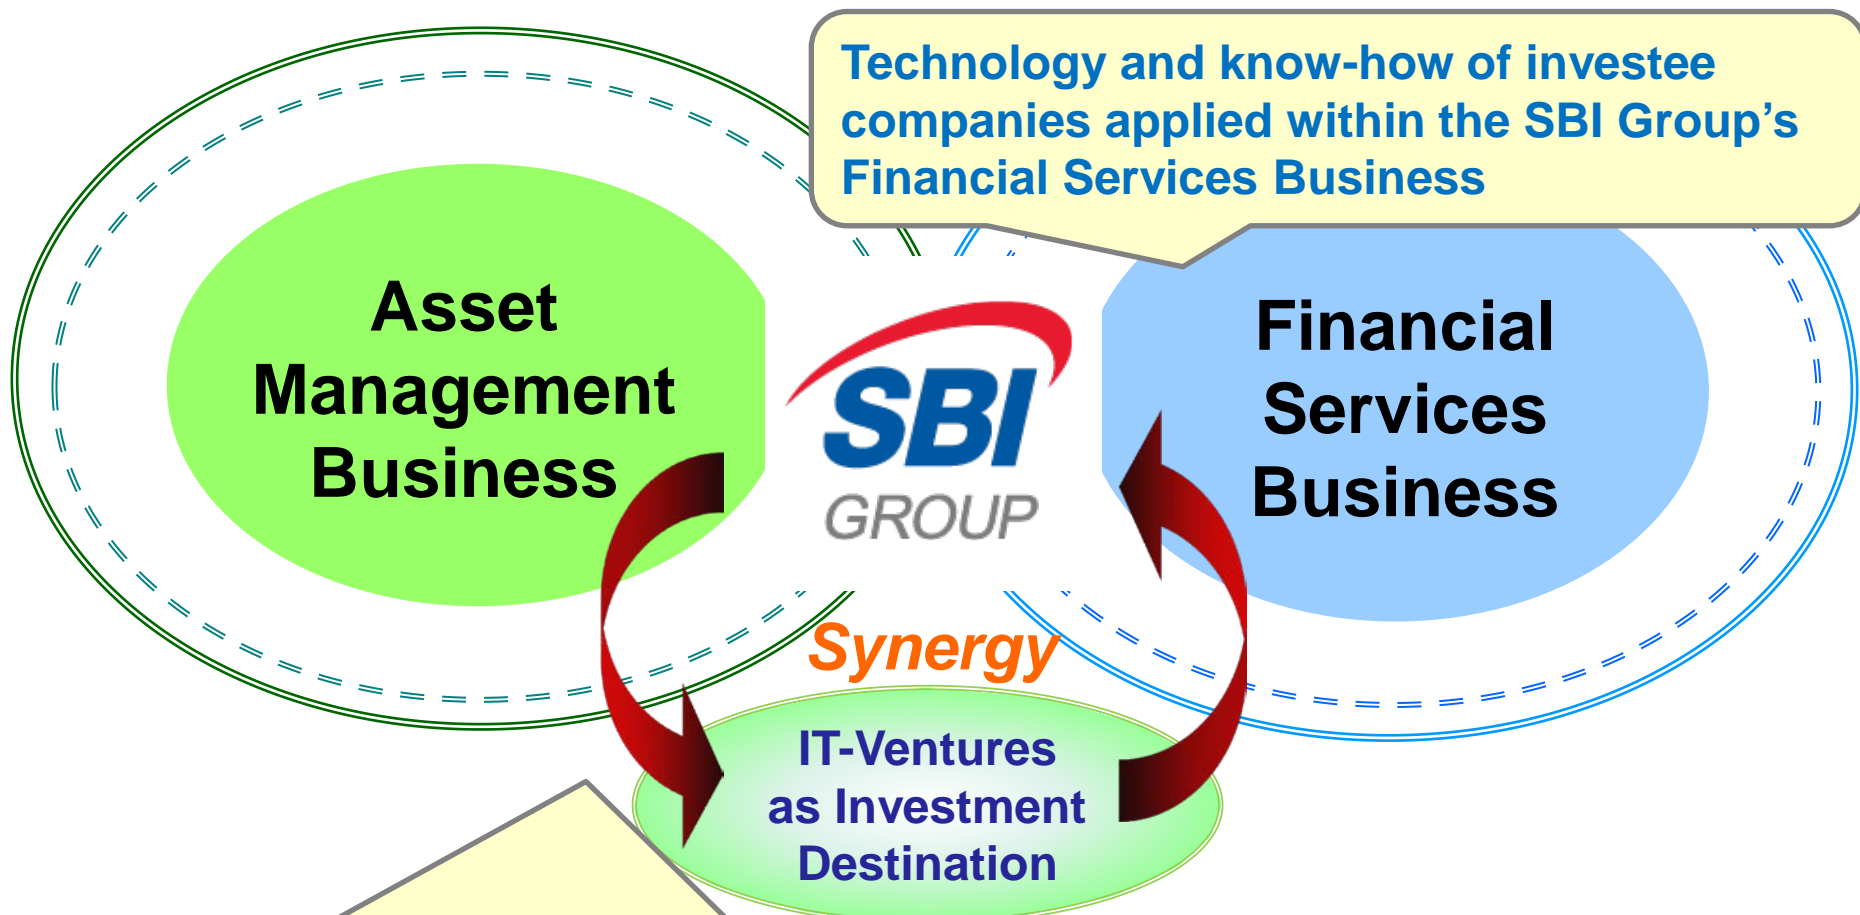 Technology and know-how of investee
companies applied within the SBI Group’s
Financial Services Business
Asset
Management
Business
SBI
GROUP
Financial
Services
Business
Synergy
IT-Ventures
as Investment
Destination